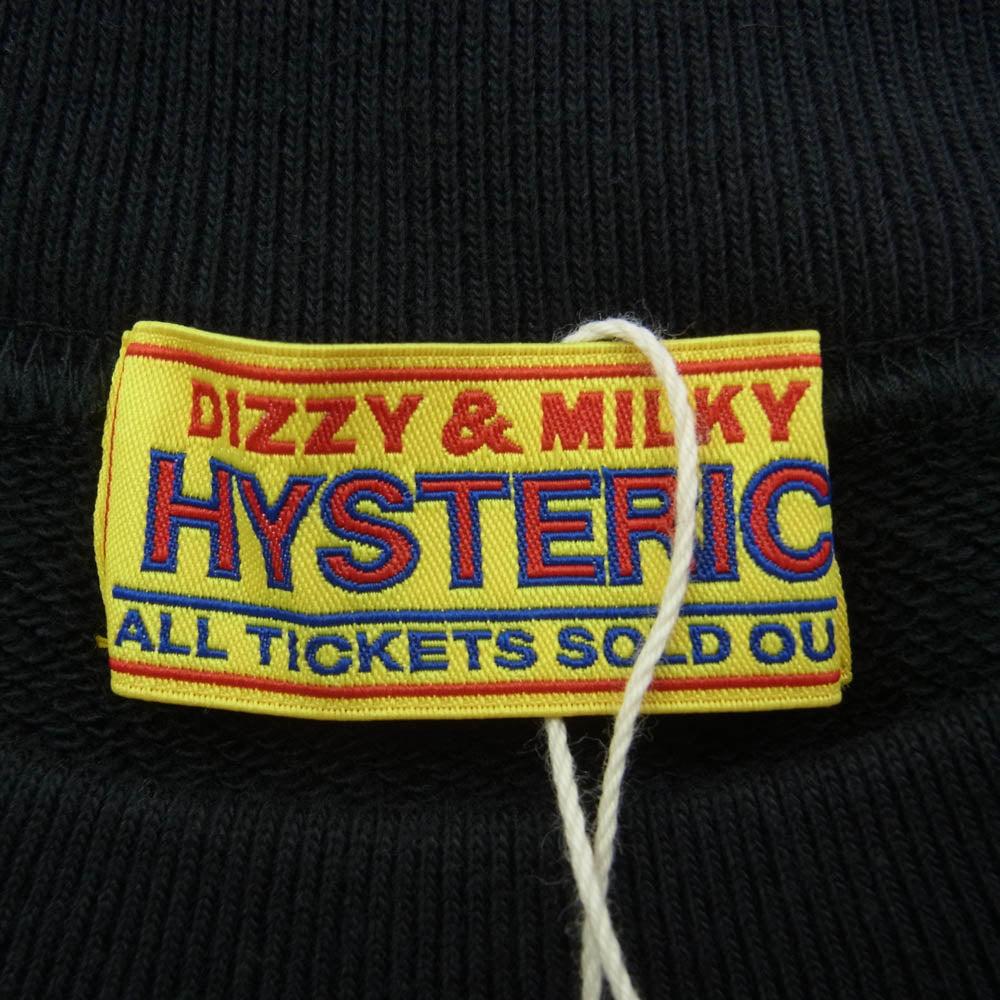 DIZZY & MILKY
HYSTERIC
ALL TICKETS SOLD OU